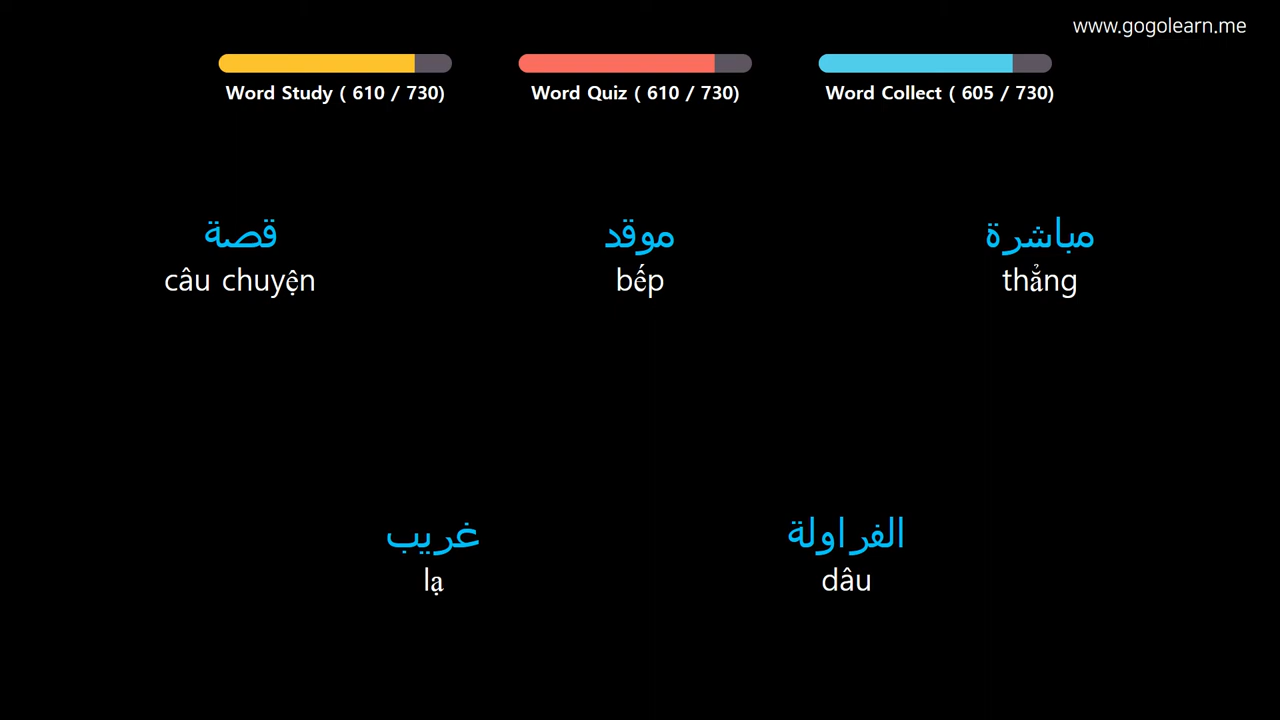 www.gogolearn.me
Word Study ( 610 / 730)
Word Quiz ( 610 / 730)
Word Collect ( 605 / 730)
قصة
câu chuyện
موقد
bếp
مباشرة
thẳng
غريب
lạ
الفراولة
dâu